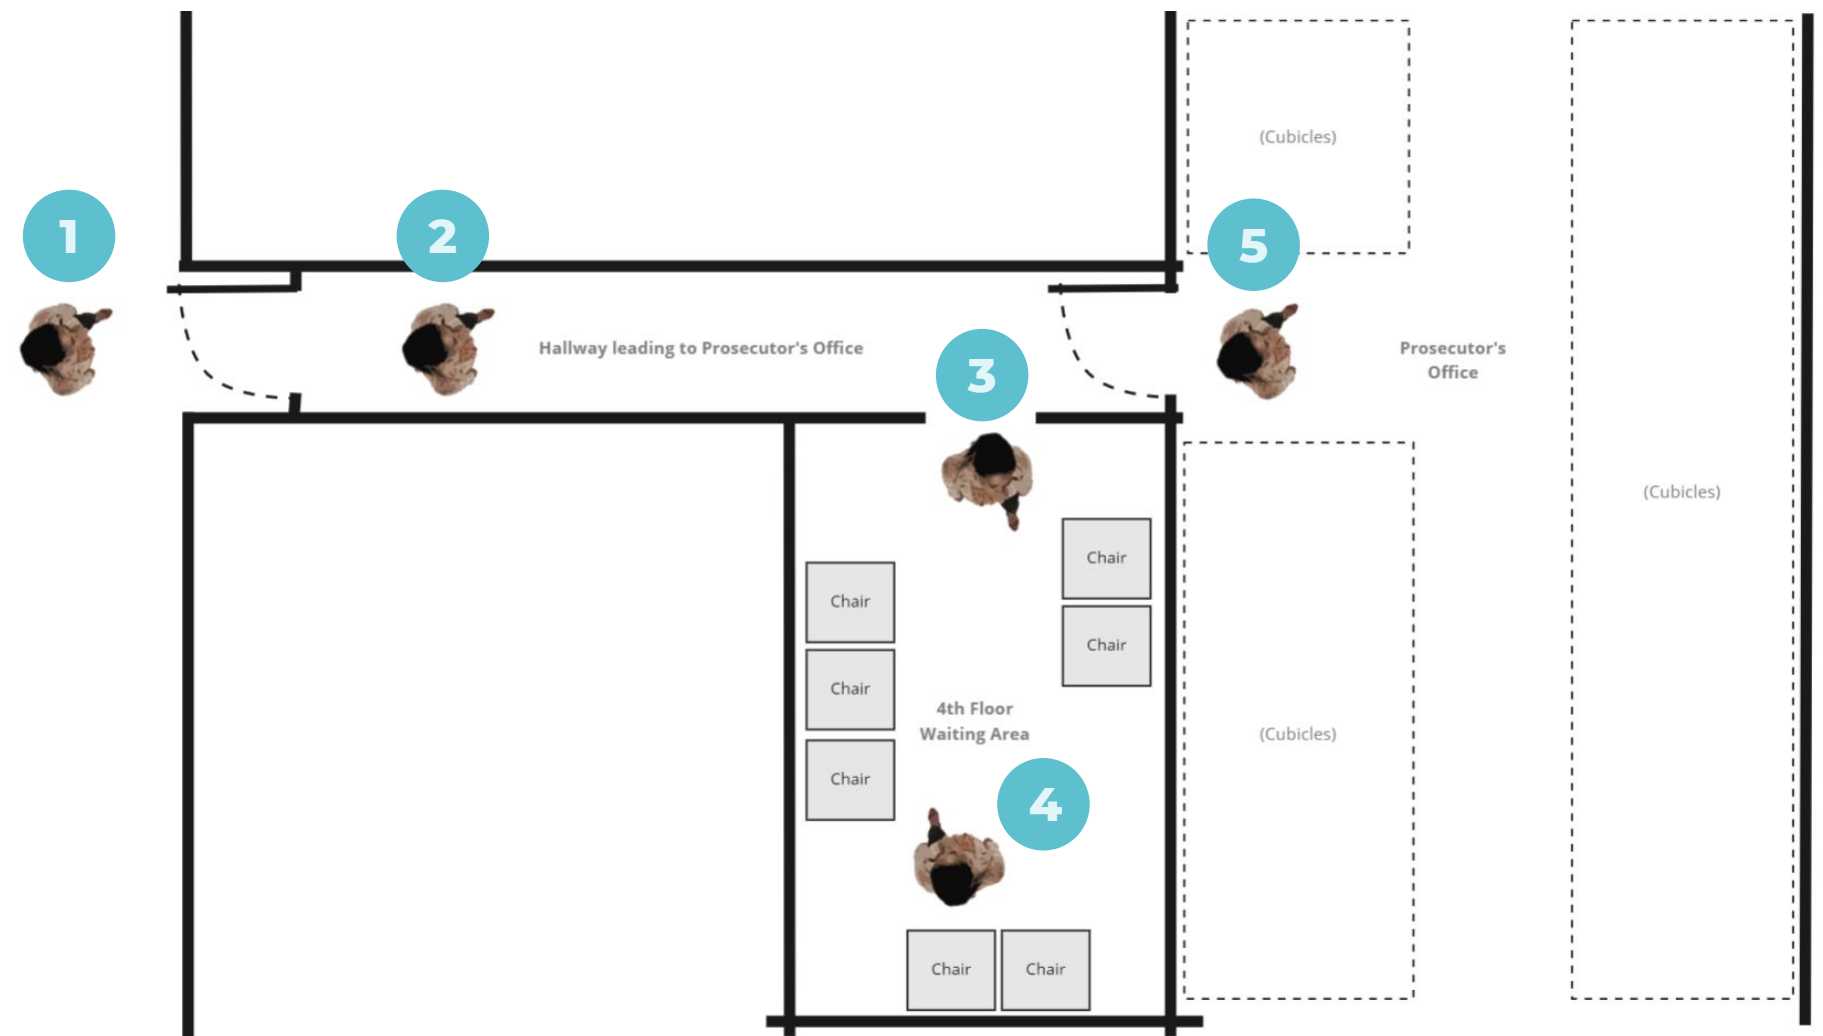 (Cubicles)
1
2
5
Hallway leading to Prosecutor's Office
3
Prosecutor's
Office
(Cubicles)
Chair
Chair
Chair
Chair
Chair
4th Floor
Waiting Area
(Cubicles)
4
Chair
Chair